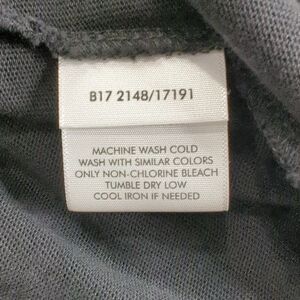 B17 2148/17191
MACHINE WASH COLD
WASH WITH SIMILAR COLORS
ONLY NON-CHLORINE BLEACH
TUMBLE DRY LOW
COOL IRON IF NEEDED